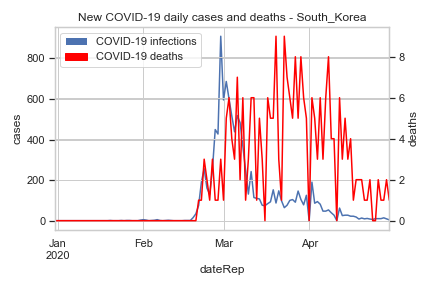 New COVID-19 daily cases and deaths - South_Korea
COVID-19 infections
COVID-19 deaths
800
600
400
200
0
cases
8
6
4
2
0
deaths
Jan
2020
Feb
Mar
Apr
dateRep